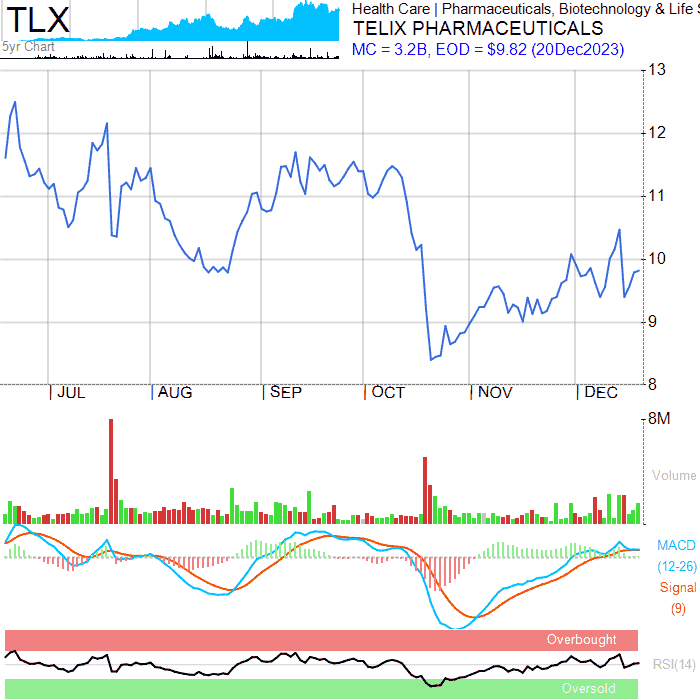 TLX
5yr Chart
Health Care | Pharmaceuticals, Biotechnology & Life S
TELIX PHARMACEUTICALS
MC = 3.2B, EOD = $9.82 (20Dec2023)
13
12
11
10
9
8
JUL AUG SEP OCT NOV DEC
8M
Volume
MACD
(12-26)
Signal
(9)
Overbought
RSI(14)
Oversold